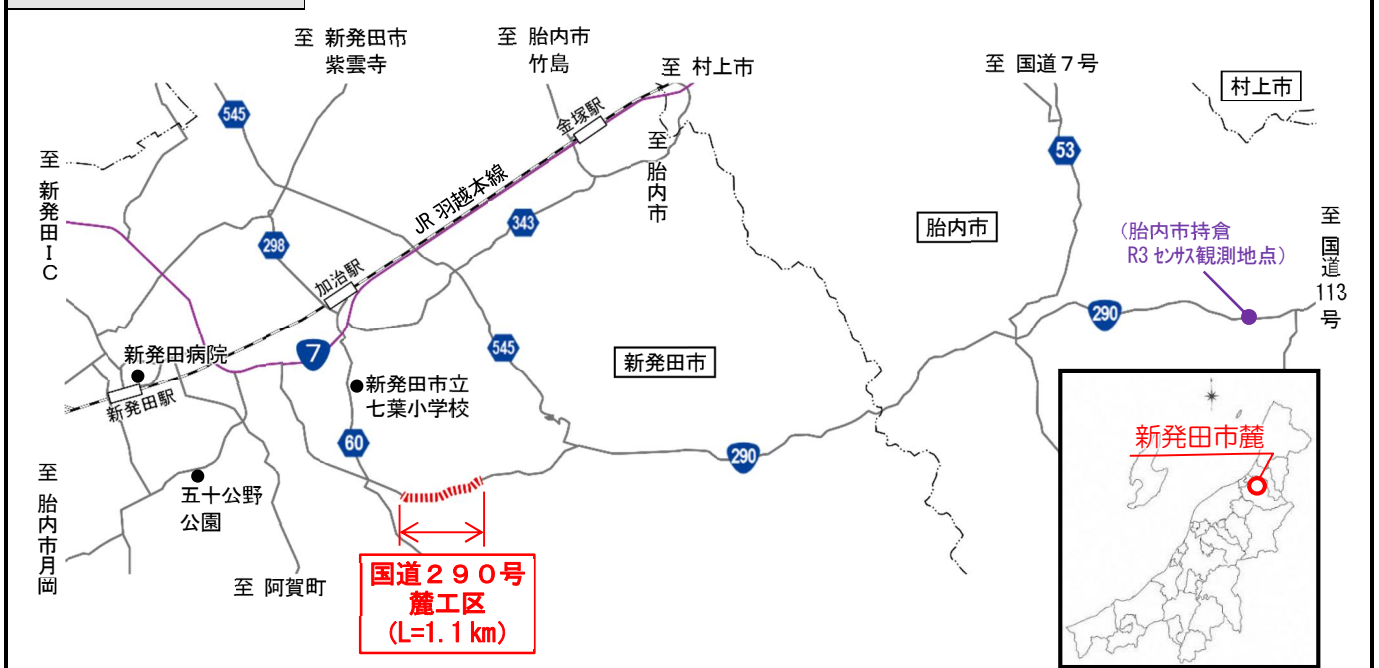 至 新発田市
紫雲寺
至 胎内市
竹島
至 村上市
至 国道７号
村上市
545
金塚駅
至 胎内市
53
至 新発田ＩＣ
JR 羽越本線
343
298
胎内市
(胎内市持倉
R3 ｾﾝｻｽ観測地点)
至 国道113号
加治駅
290
7
545
新発田病院
新発田市
新発田駅
新発田市立
七葉小学校
60
290
新発田市麓
五十公野
公園
至 胎内市月岡
至 阿賀町
国道２９０号
麓工区
(L=1.1km)